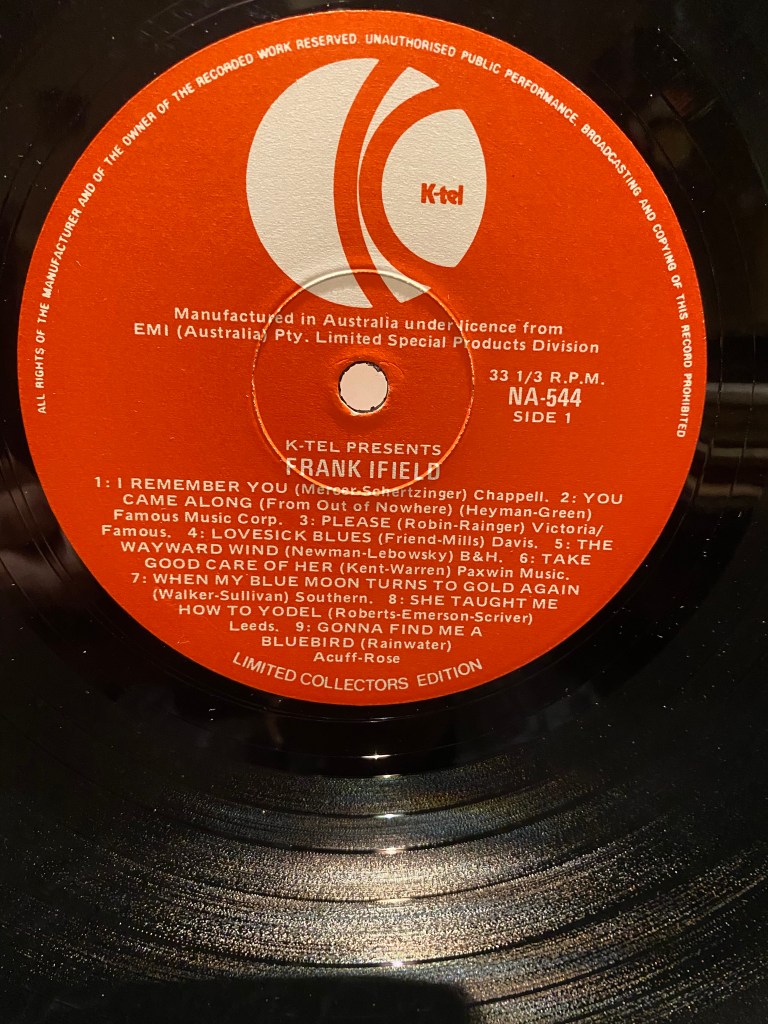 ALL RIGHTS OF THE MANUFACTURER AND OF THE OWNER OF THE RECORDED WORK RESERVED. UNAUTHORISED PUBLIC PERFORMANCE, BROADCASTING AND COPYING OF THIS RECORD PROHIBITED
K-tel
Manufactured in Australia under licence from
EMI (Australia) Pty. Limited Special Products Division
33 1/3 R.P.M.
NA-544
SIDE 1
K-TEL PRESENTS
FRANK IFIELD
1: I REMEMBER YOU (Mercer-Schertzinger) Chappell. 2: YOU
CAME ALONG (From Out of Nowhere) (Heyman-Green)
Famous Music Corp. 3: PLEASE (Robin-Rainger) Victoria/
Famous. 4: LOVESICK BLUES (Friend-Mills) Davis. 5: THE
WAYWARD WIND (Newman-Lebowsky) B&H. 6: TAKE
GOOD CARE OF HER (Kent-Warren) Paxwin Music.
7: WHEN MY BLUE MOON TURNS TO GOLD AGAIN
(Walker-Sullivan) Southern. 8: SHE TAUGHT ME
HOW TO YODEL (Roberts-Emerson-Scriver)
Leeds. 9: GONNA FIND ME A
BLUEBIRD (Rainwater)
Acuff-Rose
LIMITED COLLECTORS EDITION